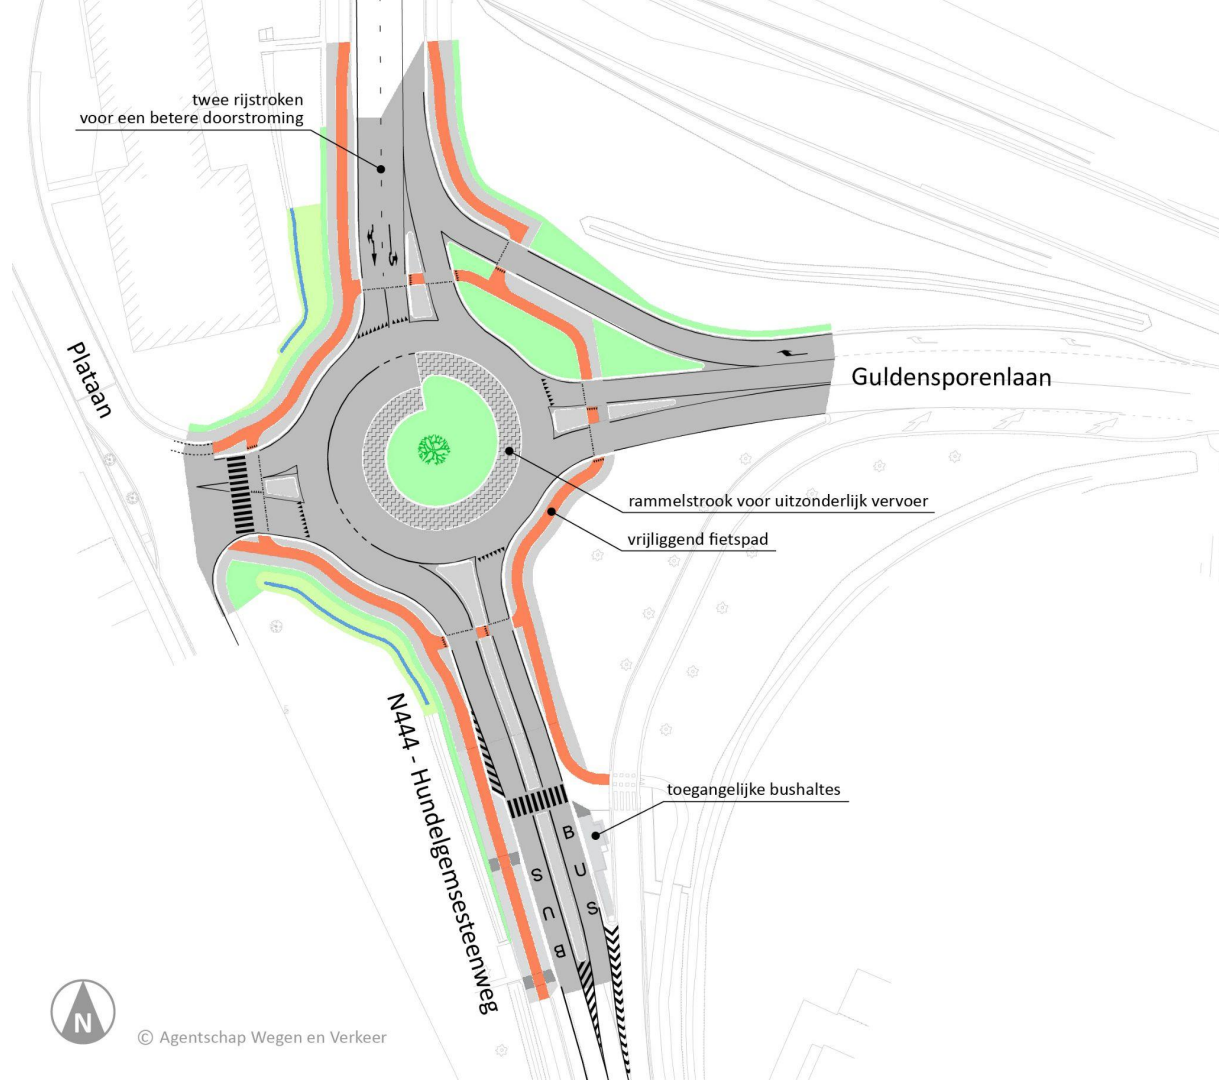 twee rijstroken
voor een betere doorstroming
Plataan
Guldensporenlaan
rammelstrook voor uitzonderlijk vervoer
vrijliggend fietspad
N444 - Hundelgemsesteenweg
toegangelijke bushaltes
BUS
BUS
N
© Agentschap Wegen en Verkeer